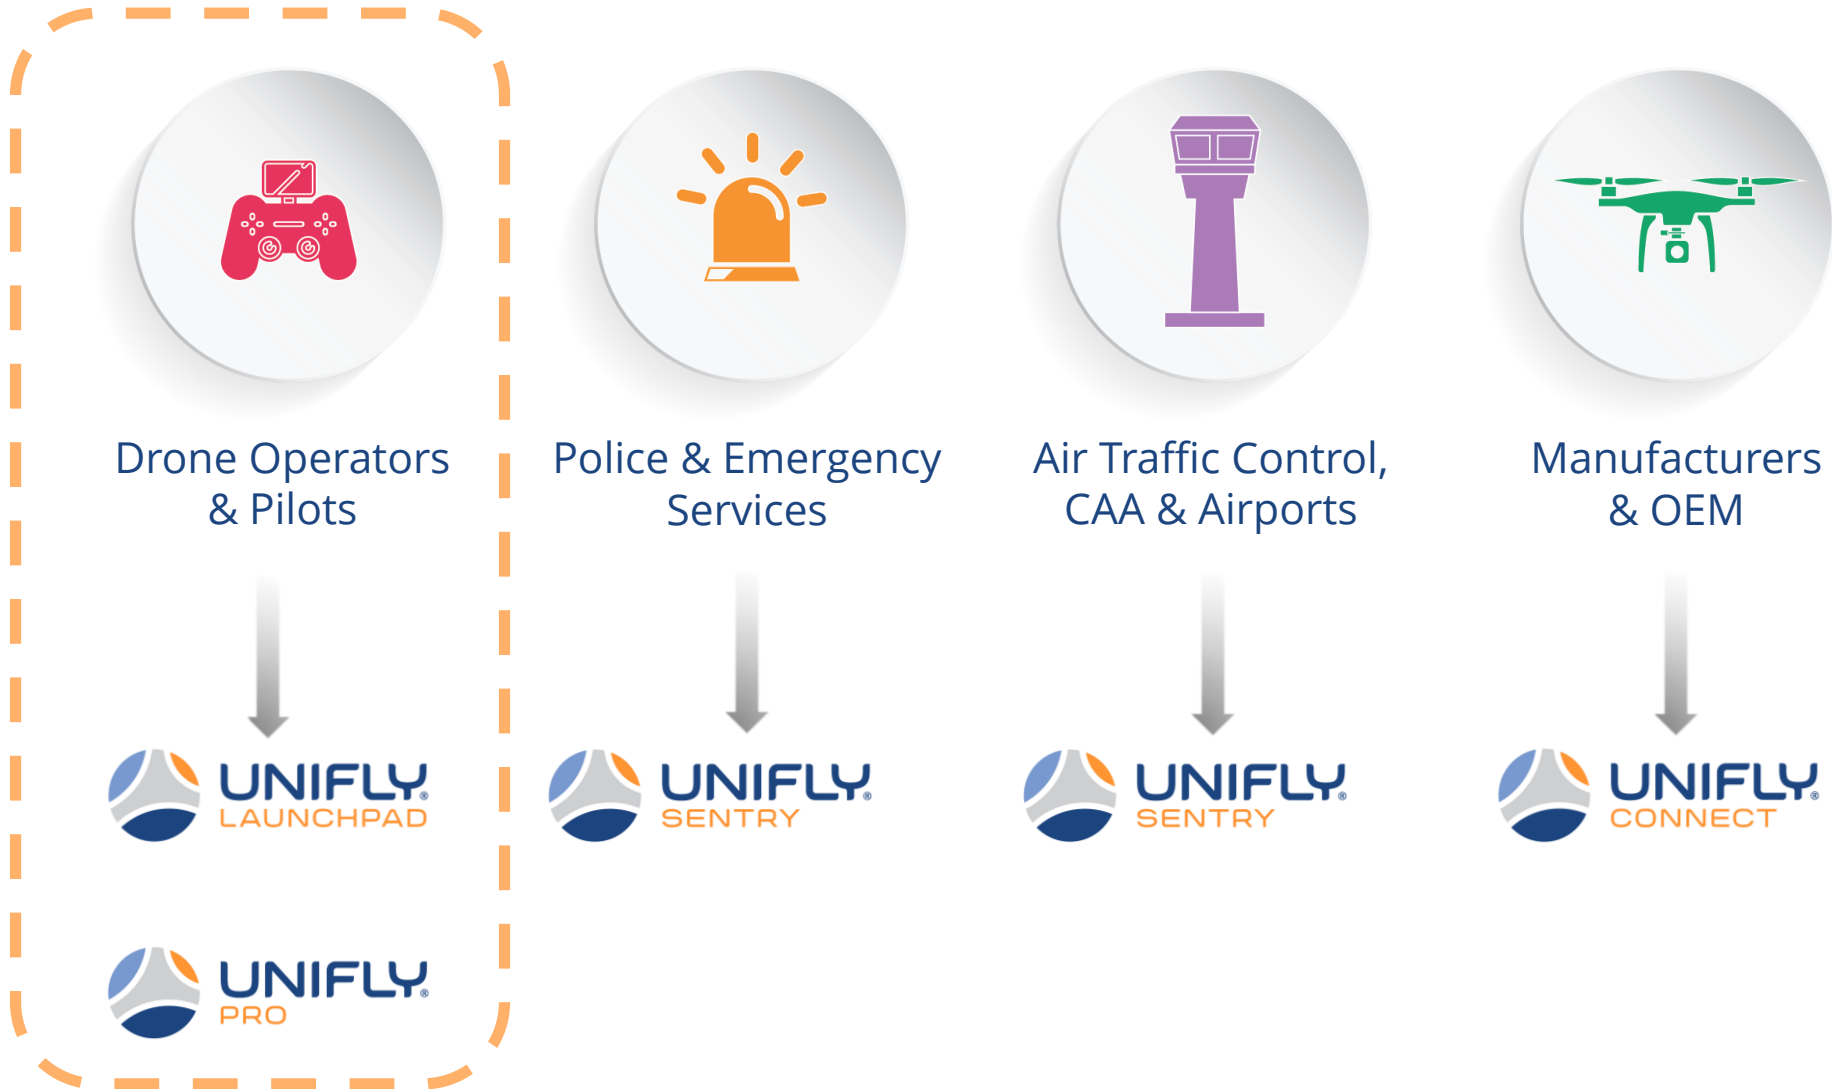 Drone Operators
& Pilots
Police & Emergency
Services
Air Traffic Control,
CAA & Airports
Manufacturers
& OEM
UNIFLY®
LAUNCHPAD
UNIFLY®
SENTRY
UNIFLY®
SENTRY
UNIFLY®
CONNECT
UNIFLY®
PRO